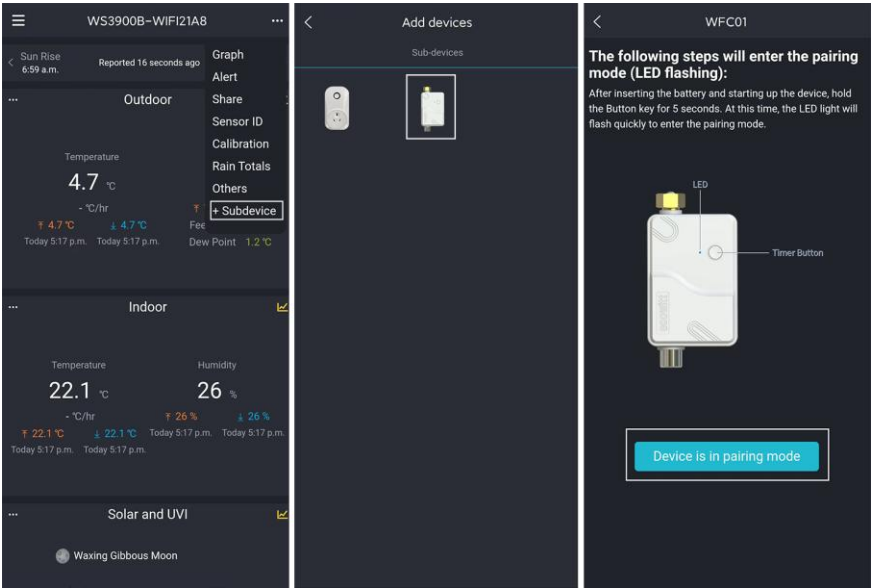 WS3900B-WIFI21A8
Sun Rise
6:59 a.m.
Reported 16 seconds ago
Graph
Alert
Share
Sensor ID
Calibration
Rain Totals
Others
+ Subdevice
Outdoor
Temperature
4.7 ℃
- ℃/hr
4.7 ℃ 4.7 ℃
Today 5:17 p.m. Today 5:17 p.m.
Dew Point 1.2 ℃
Indoor
Temperature Humidity
22.1 ℃ 26 %
- ℃/hr
26 % 26 %
22.1 ℃ 22.1 ℃
Today 5:17 p.m. Today 5:17 p.m.
Today 5:17 p.m. Today 5:17 p.m.
Solar and UVI
Waxing Gibbous Moon
Add devices
Sub-devices
WFC01
The following steps will enter the pairing
mode (LED flashing):
After inserting the battery and starting up the device, hold
the Button key for 5 seconds. At this time, the LED light will
flash quickly to enter the pairing mode.
LED
Timer Button
ecowitt
Device is in pairing mode